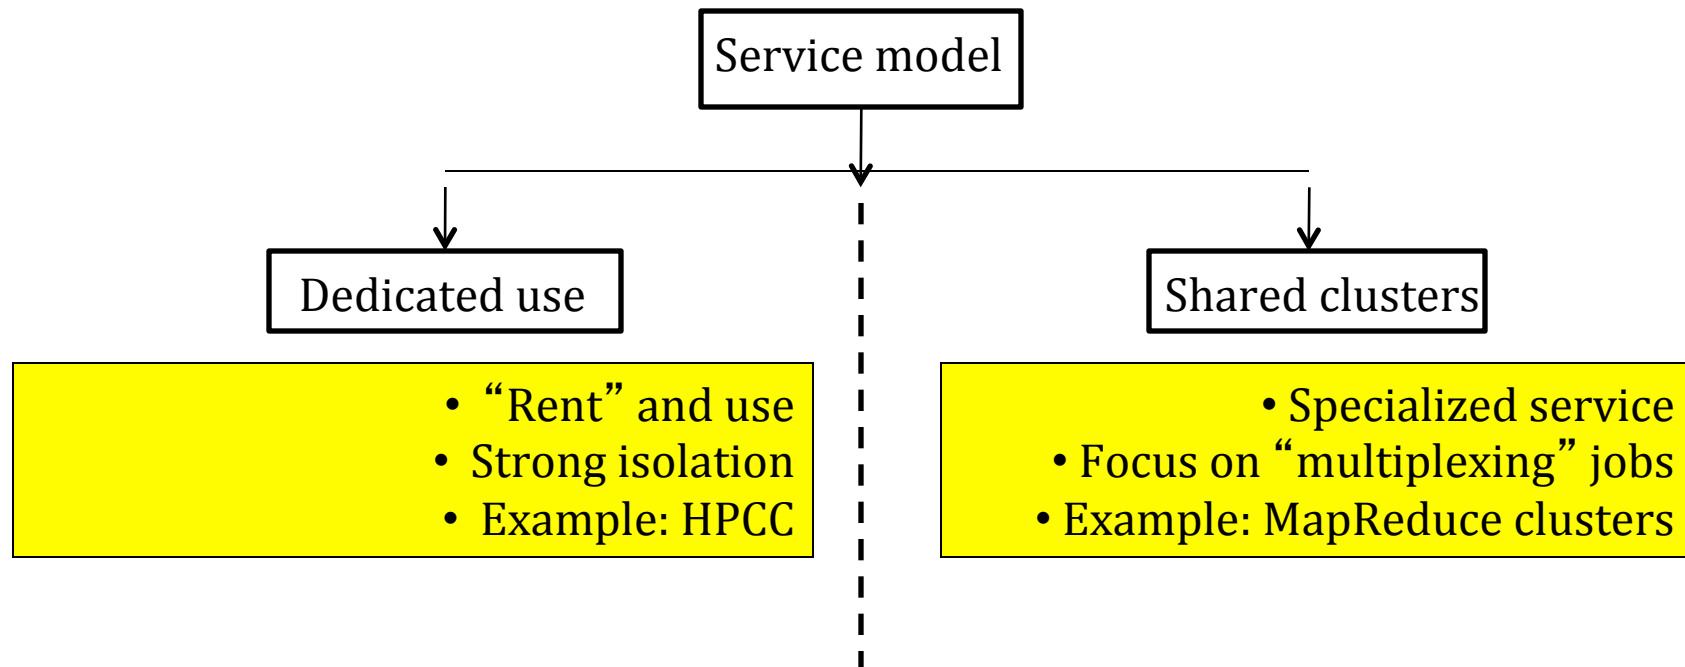 Service model
Dedicated use
• “Rent” and use
• Strong isolation
• Example: HPCC
Shared clusters
• Specialized service
• Focus on “multiplexing” jobs
• Example: MapReduce clusters